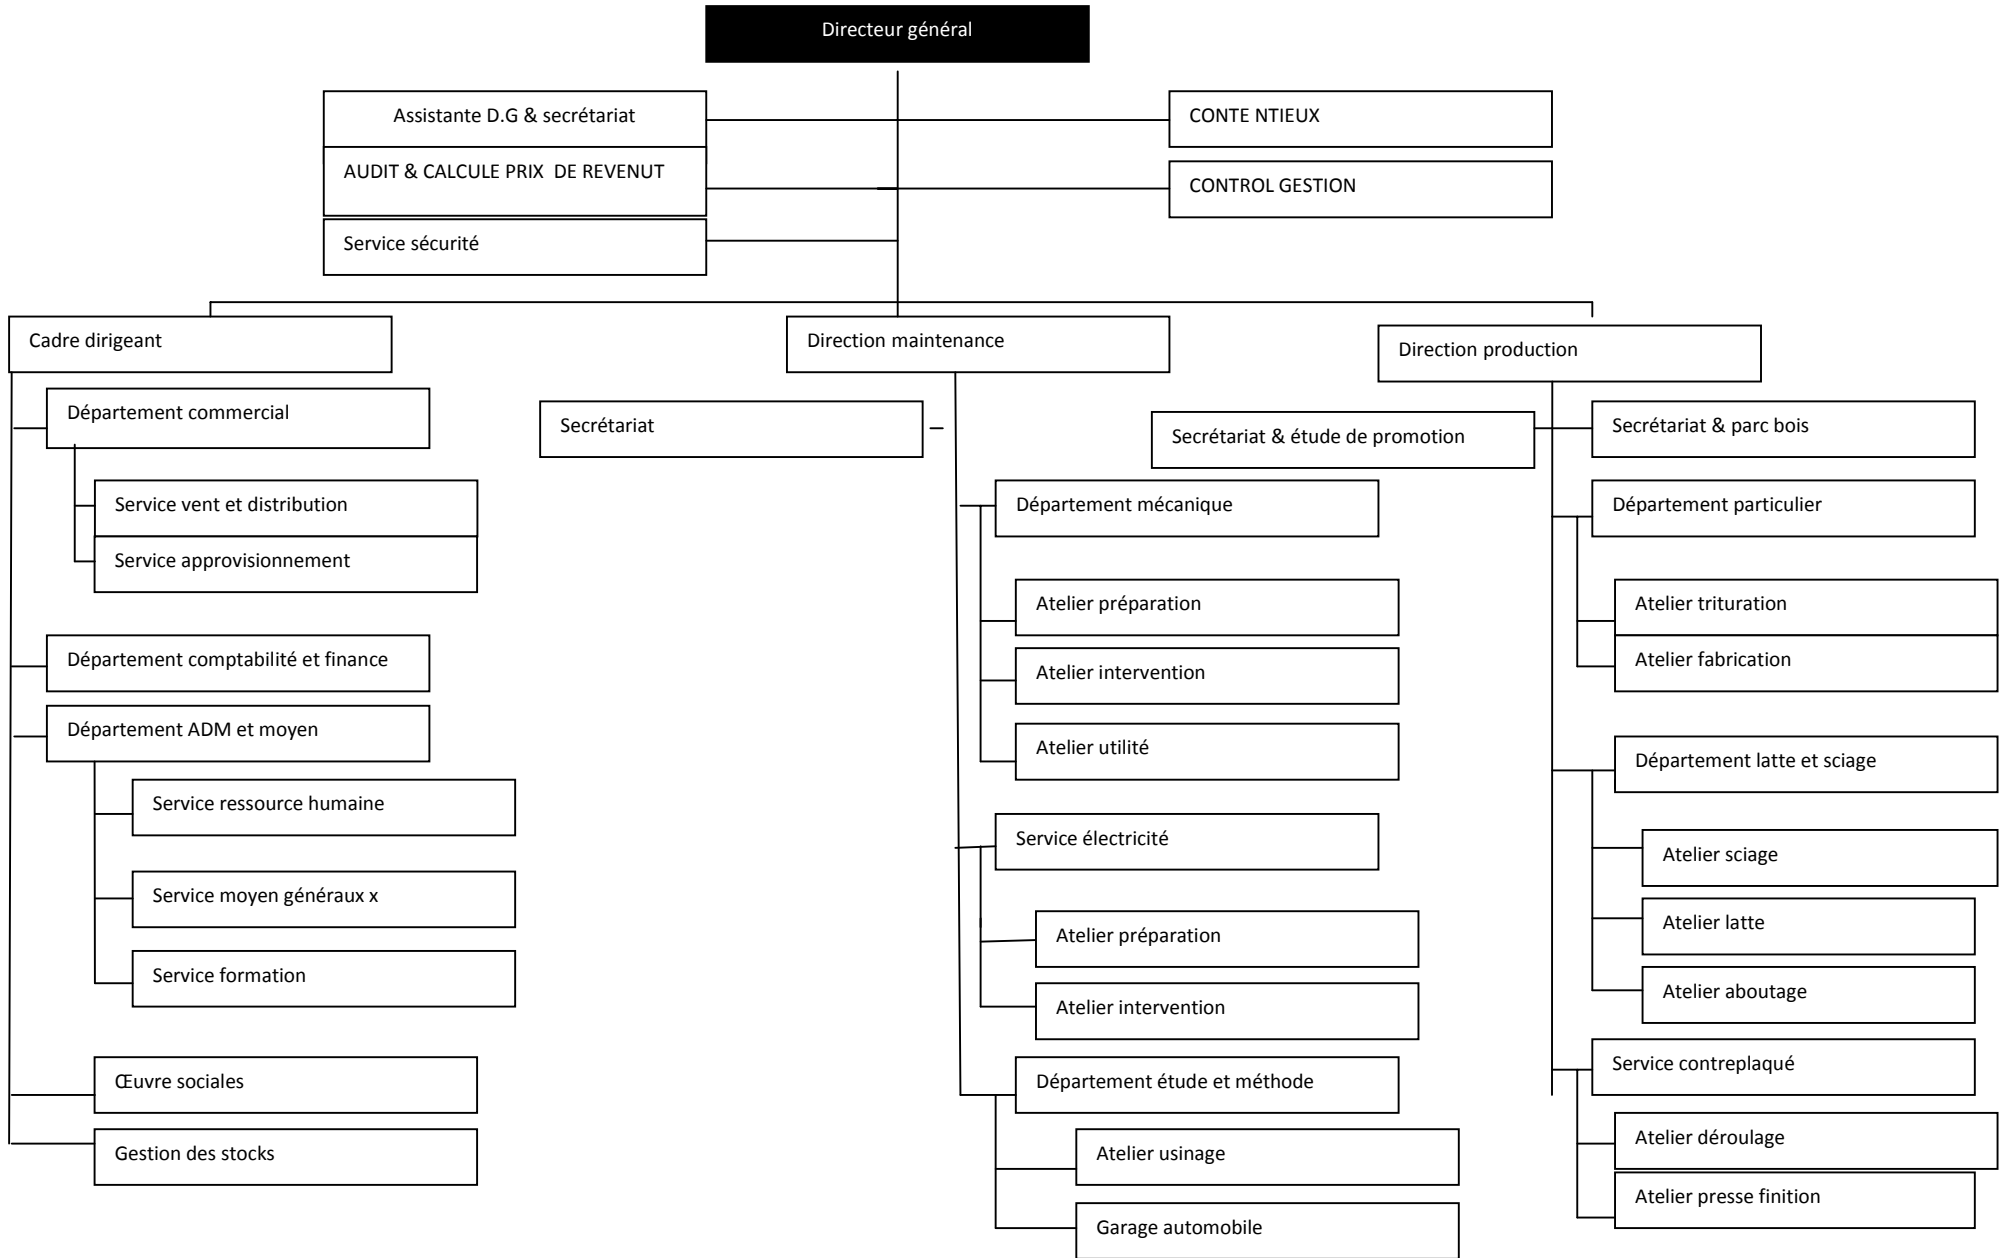 Directeur général
Assistante D.G & secrétariat
CONTE NTIEUX
AUDIT & CALCULE PRIX  DE REVENUT
CONTROL GESTION
Service sécurité
Cadre dirigeant
Département commercial
Service vent et distribution
Service approvisionnement
Département comptabilité et finance
Département ADM et moyen
Service ressource humaine
Service moyen généraux x
Service formation
Œuvre sociales
Gestion des stocks
Direction maintenance
Secrétariat
Département mécanique
Atelier préparation
Atelier intervention
Atelier utilité
Service électricité
Atelier préparation
Atelier intervention
Département étude et méthode
Atelier usinage
Garage automobile
Direction production
Secrétariat & étude de promotion
Secrétariat & parc bois
Département particulier
Atelier trituration
Atelier fabrication
Département latte et sciage
Atelier sciage
Atelier latte
Atelier aboutage
Service contreplaqué
Atelier déroulage
Atelier presse finition